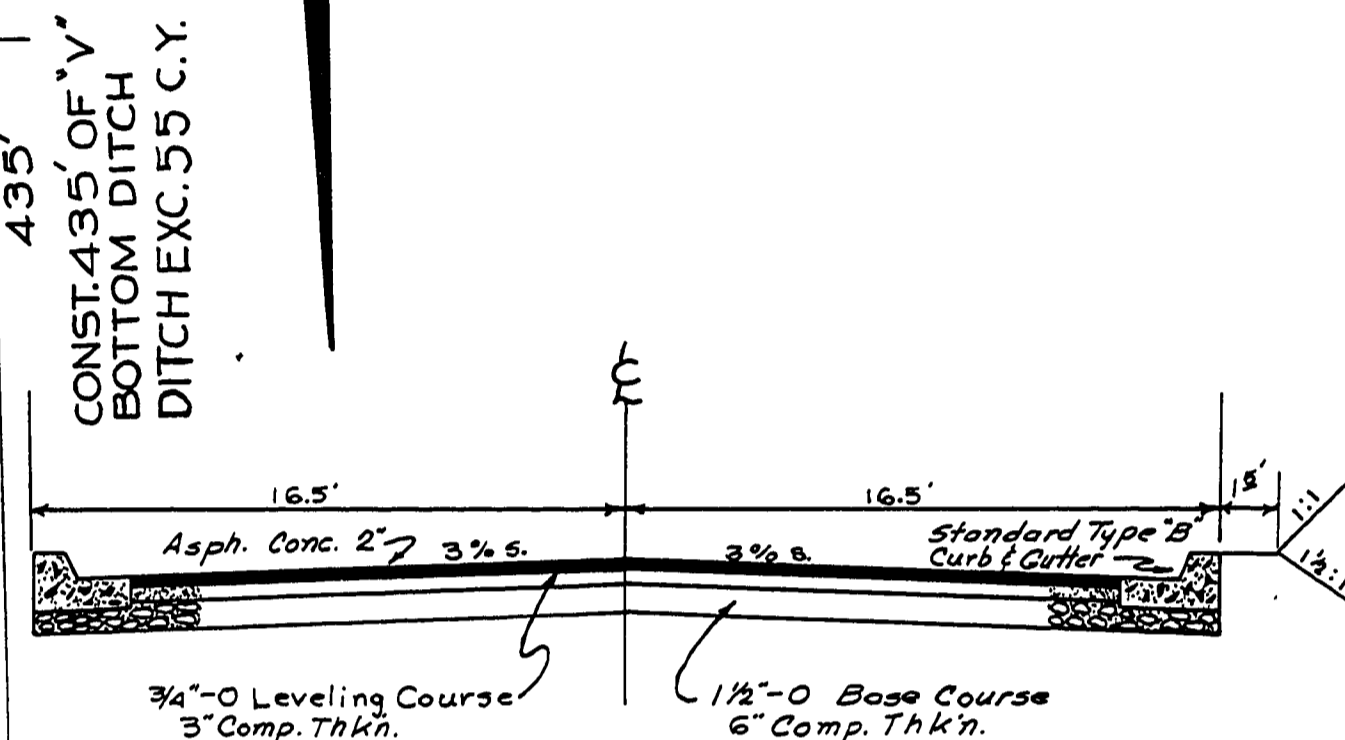 435'
CONST. 435' OF "V"
BOTTOM DITCH
DITCH EXC. 55 C.Y.
℄
16.5'
16.5'
Asph. Conc. 2"
3% S.
3% S.
Standard Type "B"
Curb & Gutter
1:1
1½:1
3/4"-0 Leveling Course
3" Comp. Thk'n.
1½"-0 Base Course
6" Comp. Thk'n.